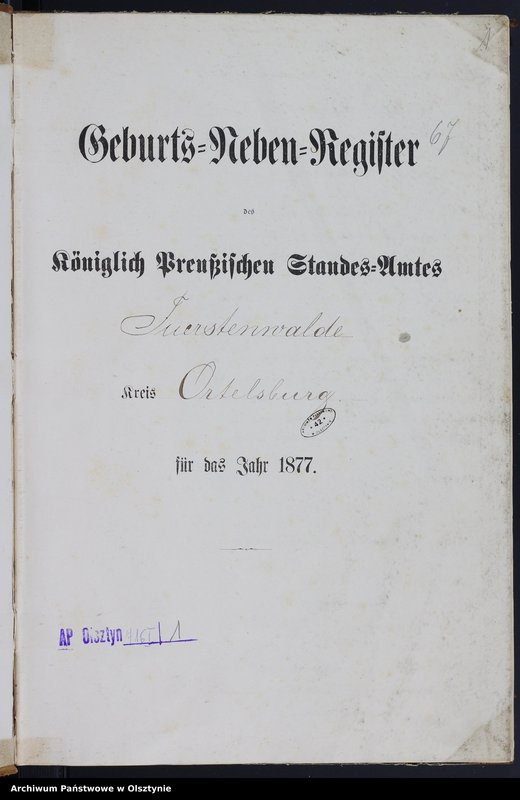 67
Geburts=Neben=Register
des
Königlich Preußischen Standes=Amtes
Fuerstenwalde
Kreis Ortelsburg.
für das Jahr 1877.
AP Olsztyn / 1
Archiwum Państwowe w Olsztynie